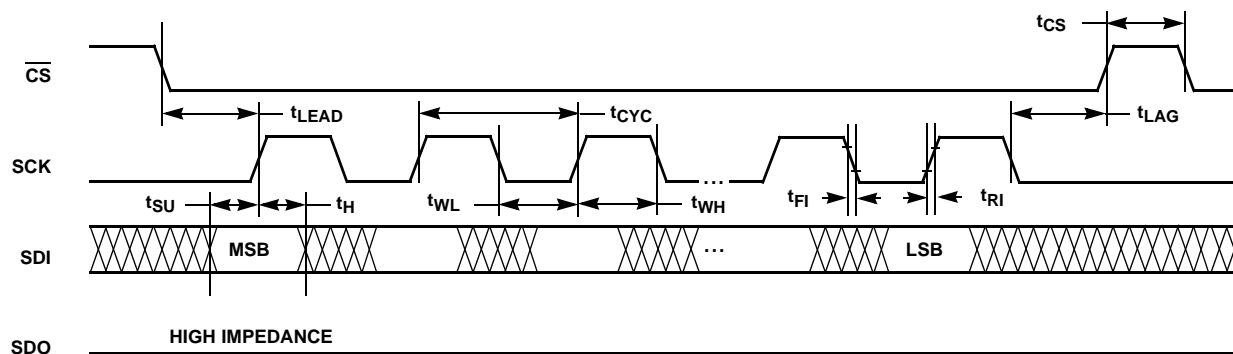 tCS
CS
tLEAD
tCYC
tLAG
SCK
...
tSU
tH
tWL
tWH
tFI
tRI
SDI
MSB
...
LSB
HIGH IMPEDANCE
SDO